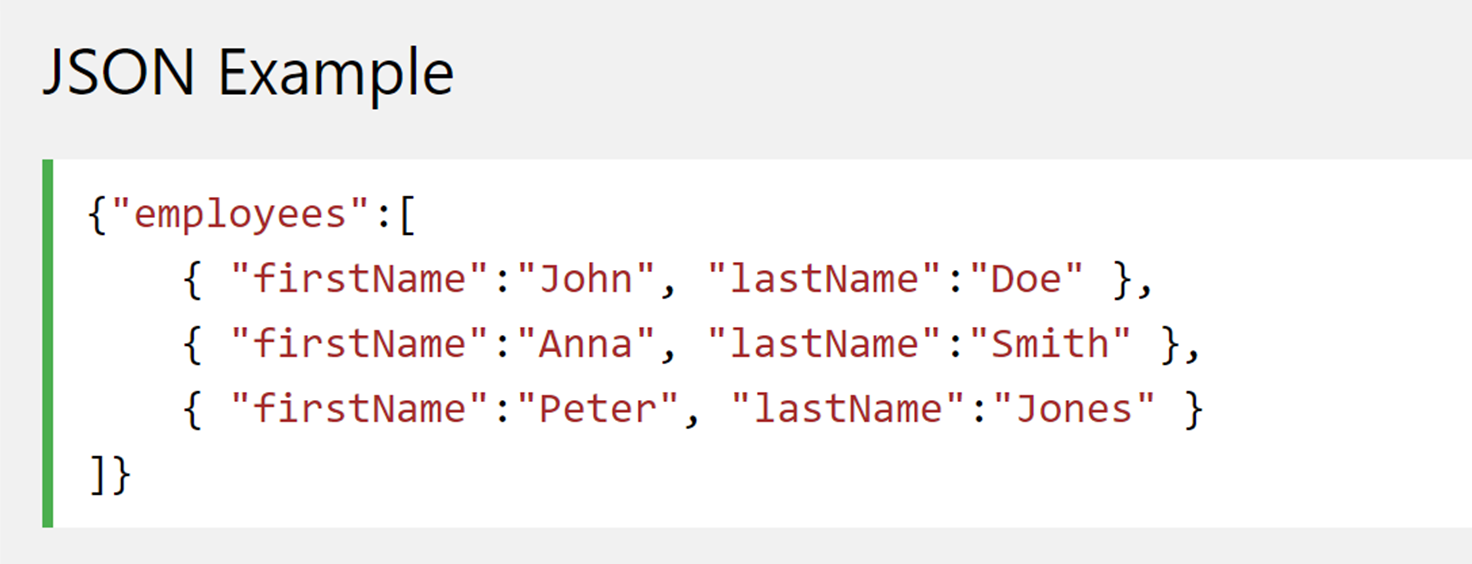 JSON Example
{"employees":[
    { "firstName":"John", "lastName":"Doe" },
    { "firstName":"Anna", "lastName":"Smith" },
    { "firstName":"Peter", "lastName":"Jones" }
]}